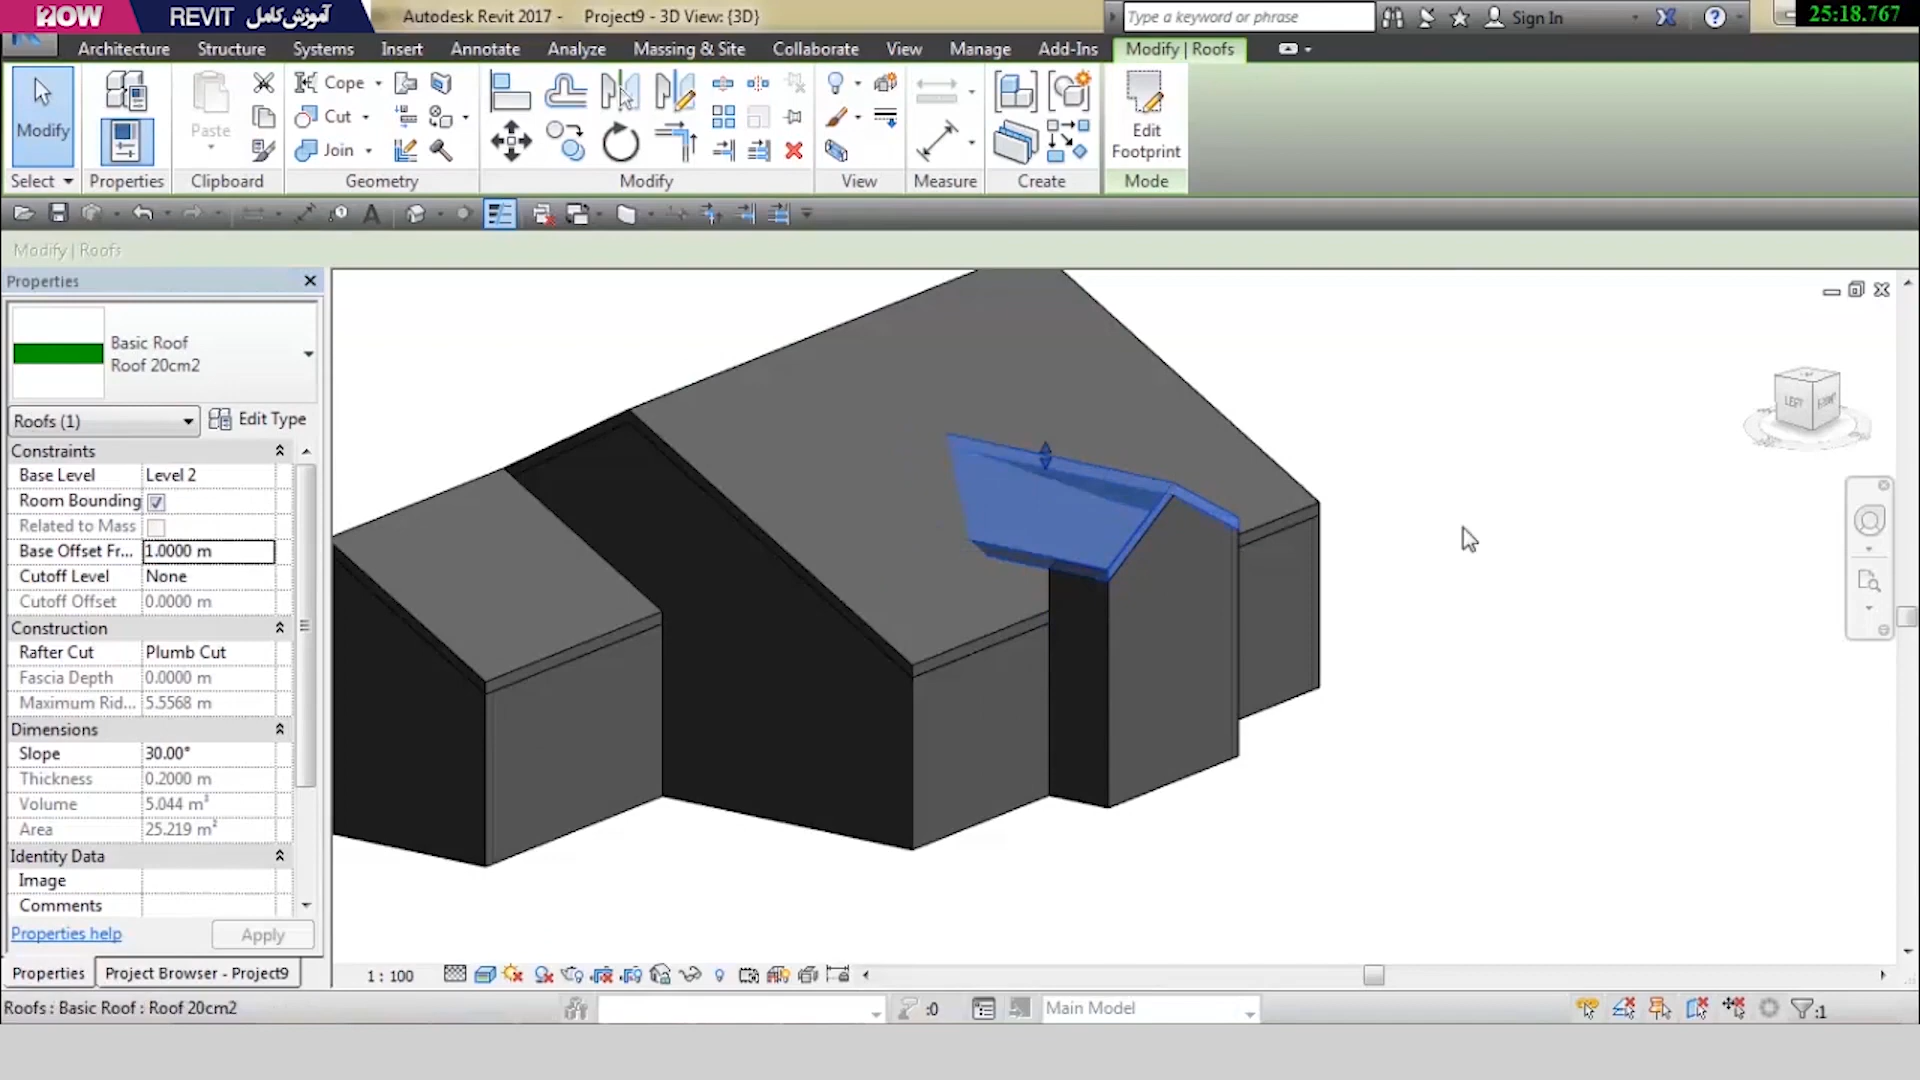 2NOW REVIT آموزش کامل
Autodesk Revit 2017 - Project9 - 3D View: {3D}
Type a keyword or phrase
Sign In
25:18.767
Architecture Structure Systems Insert Annotate Analyze Massing & Site Collaborate View Manage Add-Ins Modify | Roofs
Modify
Paste
Cope
Cut
Join
Edit Footprint
Select Properties Clipboard Geometry Modify View Measure Create Mode
Modify | Roofs
Properties
Basic Roof
Roof 20cm2
Roofs (1) Edit Type
Constraints
Base Level Level 2
Room Bounding
Related to Mass
Base Offset Fr... 1.0000 m
Cutoff Level None
Cutoff Offset 0.0000 m
Construction
Rafter Cut Plumb Cut
Fascia Depth 0.0000 m
Maximum Rid... 5.5568 m
Dimensions
Slope 30.00°
Thickness 0.2000 m
Volume 5.044 m³
Area 25.219 m²
Identity Data
Image
Comments
Properties help Apply
Properties Project Browser - Project9
LEFT FRONT
1 : 100
Roofs : Basic Roof : Roof 20cm2
:0
Main Model
:1